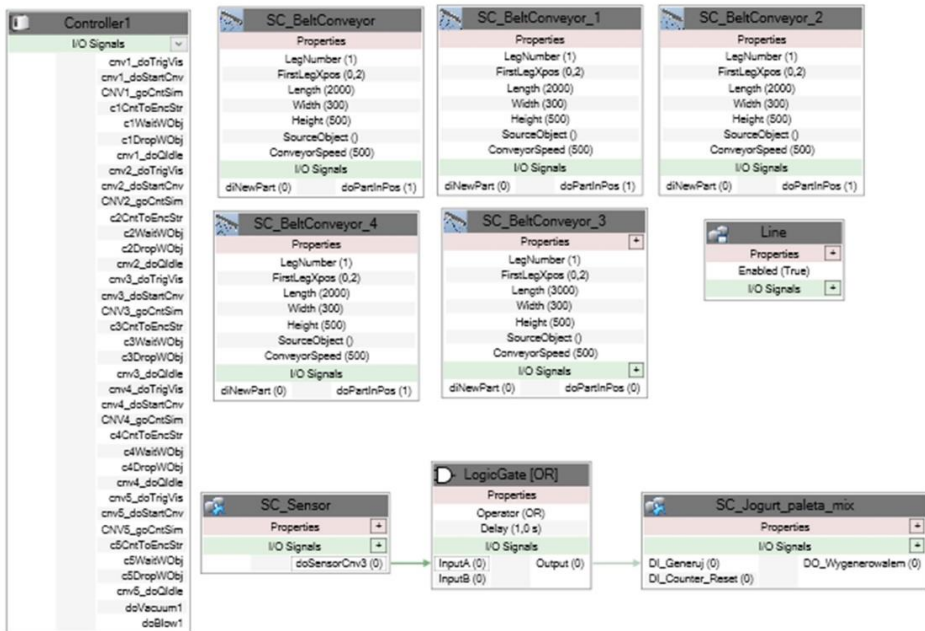 Controller1
I/O Signals
cnv1_doTrigVis
cnv1_doStartCnv
CNV1_goCntSim
c1CntToEncStr
c1WaitWObj
c1DropWObj
cnv1_doQIdle
cnv2_doTrigVis
cnv2_doStartCnv
CNV2_goCntSim
c2CntToEncStr
c2WaitWObj
c2DropWObj
cnv2_doQIdle
cnv3_doTrigVis
cnv3_doStartCnv
CNV3_goCntSim
c3CntToEncStr
c3WaitWObj
c3DropWObj
cnv3_doQIdle
cnv4_doTrigVis
cnv4_doStartCnv
CNV4_goCntSim
c4CntToEncStr
c4WaitWObj
c4DropWObj
cnv4_doQIdle
cnv5_doTrigVis
cnv5_doStartCnv
CNV5_goCntSim
c5CntToEncStr
c5WaitWObj
c5DropWObj
cnv5_doQIdle
doVacuum1
doBlow1
SC_BeltConveyor
Properties
LegNumber (1)
FirstLegXpos (0,2)
Length (2000)
Width (300)
Height (500)
SourceObject ()
ConveyorSpeed (500)
I/O Signals
diNewPart (0) doPartInPos (1)
SC_BeltConveyor_1
Properties
LegNumber (1)
FirstLegXpos (0,2)
Length (2000)
Width (300)
Height (500)
SourceObject ()
ConveyorSpeed (500)
I/O Signals
diNewPart (0) doPartInPos (1)
SC_BeltConveyor_2
Properties
LegNumber (1)
FirstLegXpos (0,2)
Length (2000)
Width (300)
Height (500)
SourceObject ()
ConveyorSpeed (500)
I/O Signals
diNewPart (0) doPartInPos (1)
SC_BeltConveyor_4
Properties
LegNumber (1)
FirstLegXpos (0,2)
Length (2000)
Width (300)
Height (500)
SourceObject ()
ConveyorSpeed (500)
I/O Signals
diNewPart (0) doPartInPos (1)
SC_BeltConveyor_3
Properties +
LegNumber (1)
FirstLegXpos (0,2)
Length (3000)
Width (300)
Height (500)
SourceObject ()
ConveyorSpeed (500)
I/O Signals +
diNewPart (0) doPartInPos (0)
Line
Properties +
Enabled (True)
I/O Signals +
SC_Sensor
Properties +
I/O Signals +
doSensorCnv3 (0)
LogicGate [OR]
Properties
Operator (OR)
Delay (1,0 s)
I/O Signals
InputA (0) Output (0)
InputB (0)
SC_Jogurt_paleta_mix
Properties +
I/O Signals +
DI_Generuj (0) DO_Wygenerowalem (0)
DI_Counter_Reset (0)